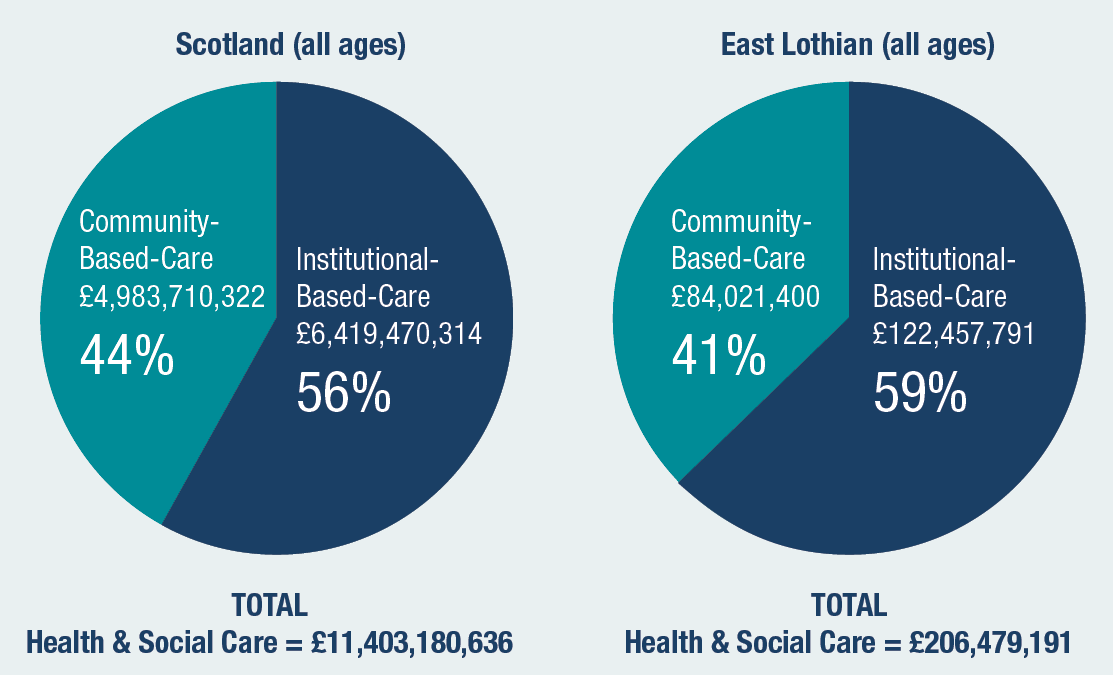 Scotland (all ages)
Community-
Based-Care
£4,983,710,322
44%
Institutional-
Based-Care
£6,419,470,314
56%
TOTAL
Health & Social Care = £11,403,180,636
East Lothian (all ages)
Community-
Based-Care
£84,021,400
41%
Institutional-
Based-Care
£122,457,791
59%
TOTAL
Health & Social Care = £206,479,191